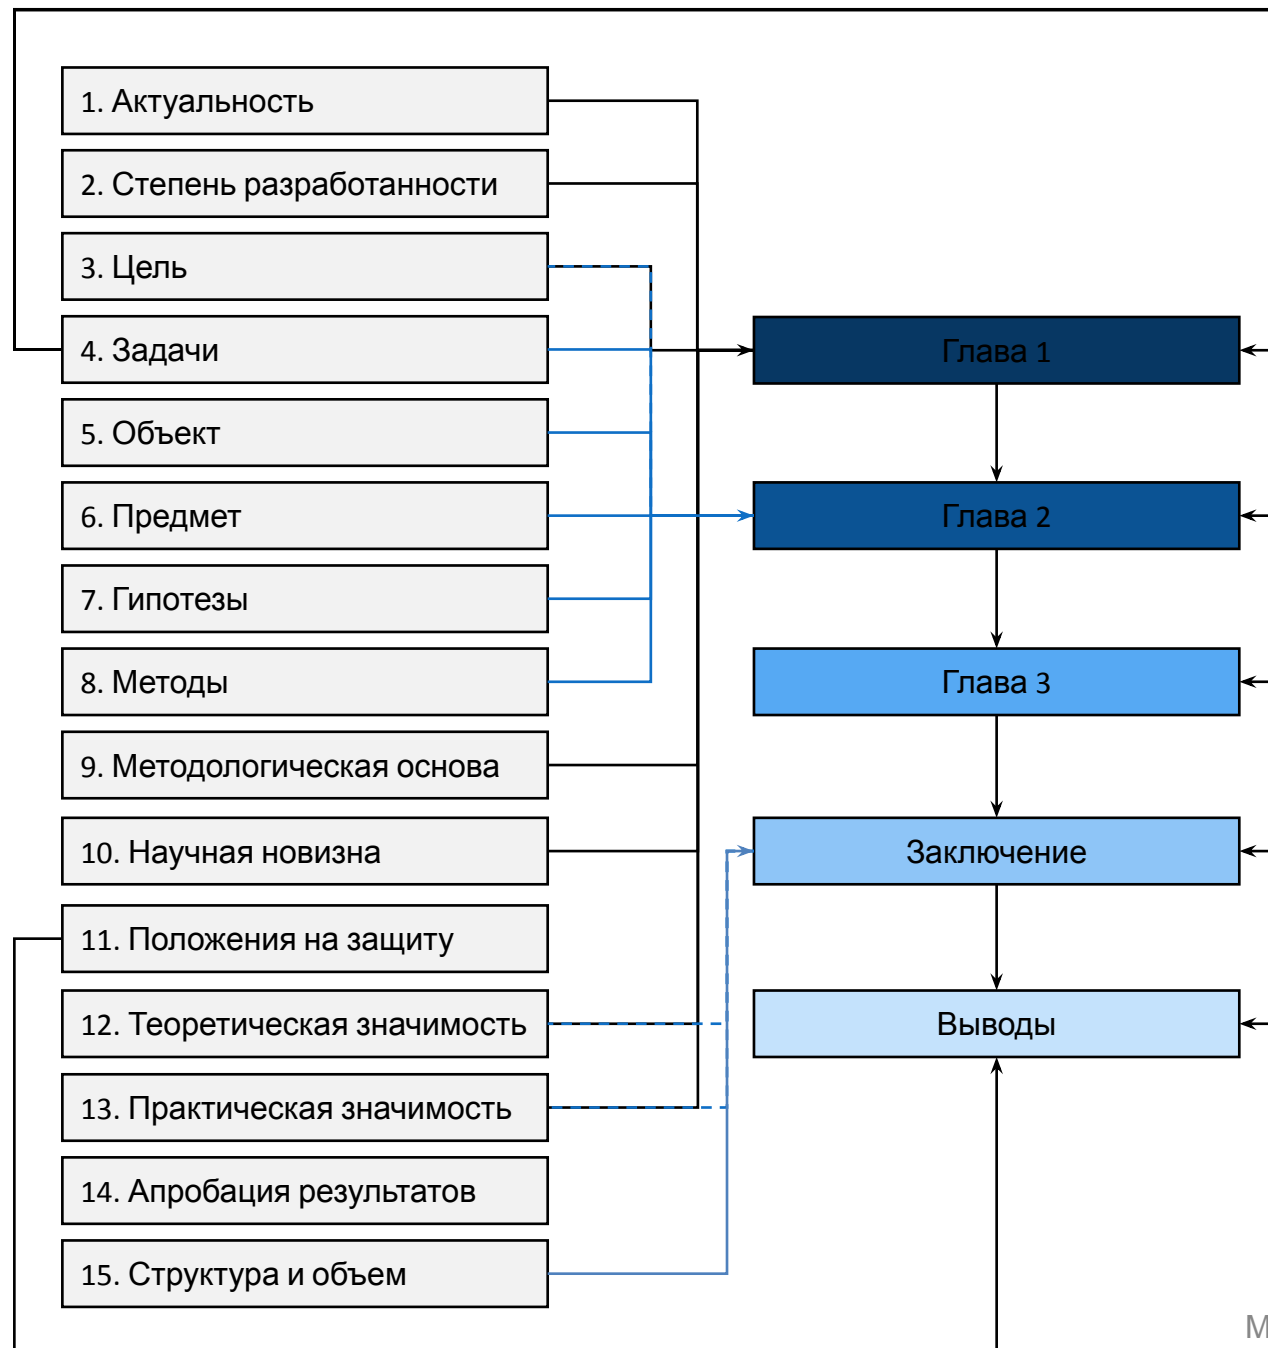 1. Актуальность
2. Степень разработанности
3. Цель
4. Задачи
5. Объект
6. Предмет
7. Гипотезы
8. Методы
9. Методологическая основа
10. Научная новизна
11. Положения на защиту
12. Теоретическая значимость
13. Практическая значимость
14. Апробация результатов
15. Структура и объем
Глава 1
Глава 2
Глава 3
Заключение
Выводы